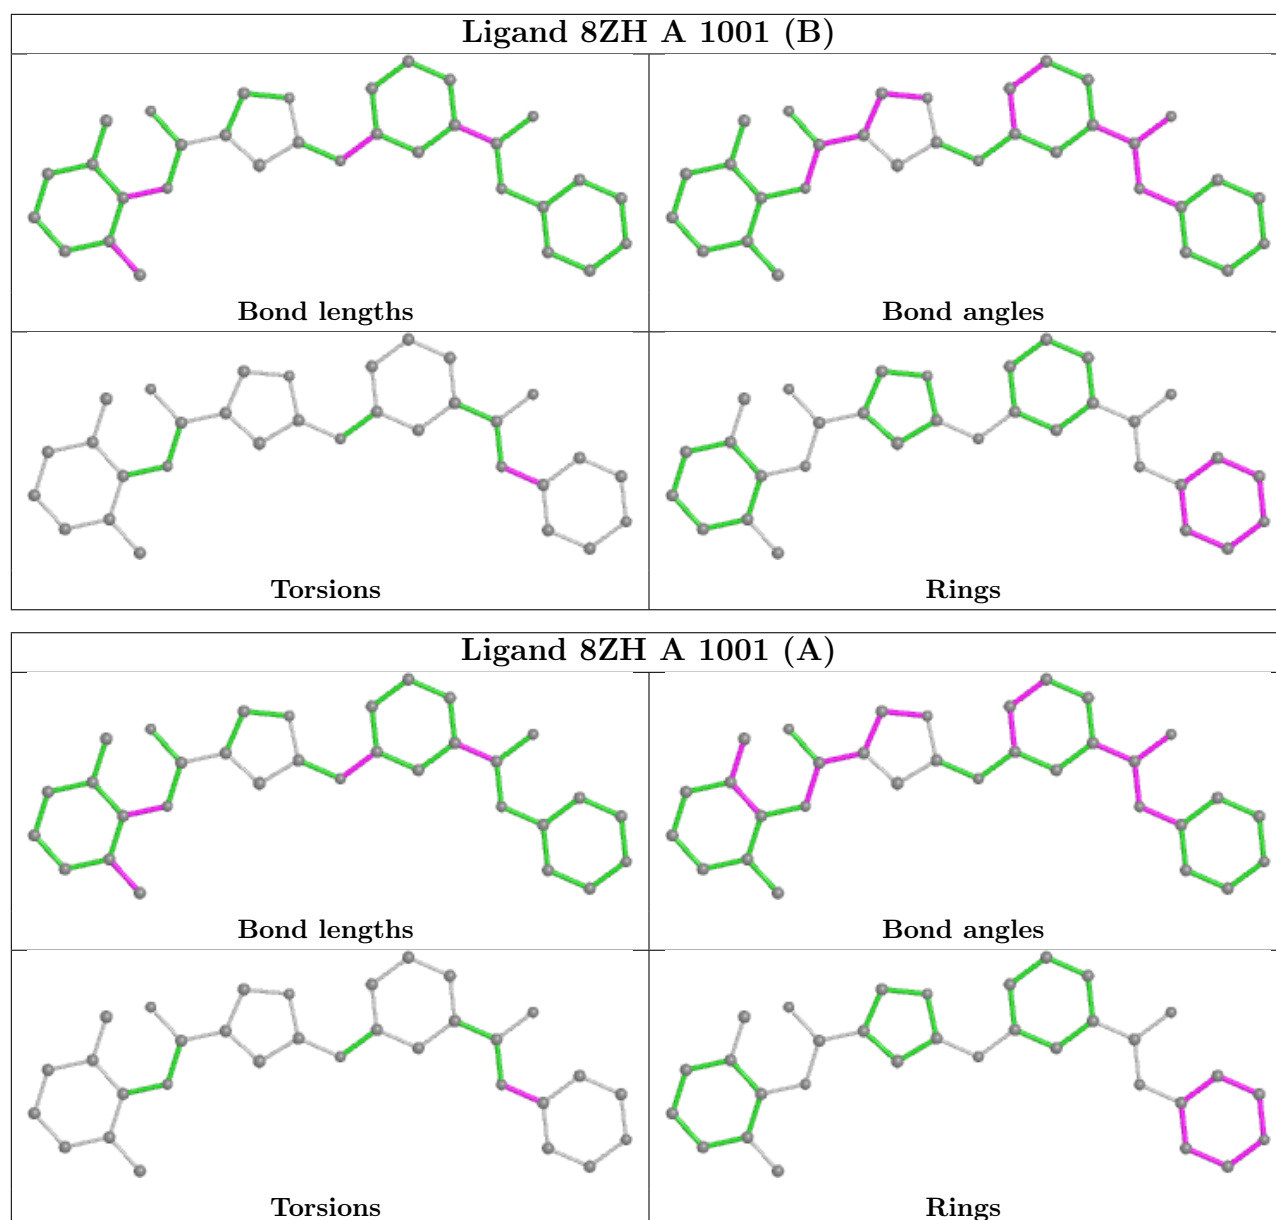 Ligand 8ZH A 1001 (B)
Bond lengths
Bond angles
Torsions
Rings
Ligand 8ZH A 1001 (A)
Bond lengths
Bond angles
Torsions
Rings